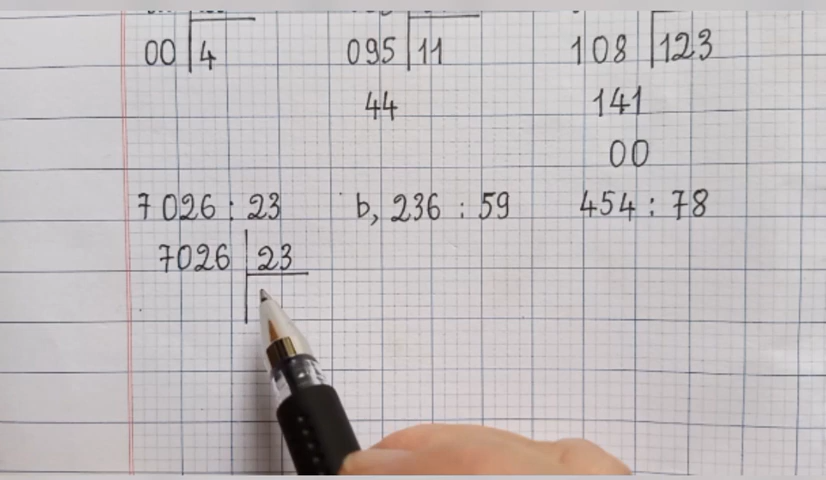 00 4 095 11 108 123
44 141
00
7026 : 23 b, 236 : 59 454 : 78
7026 23